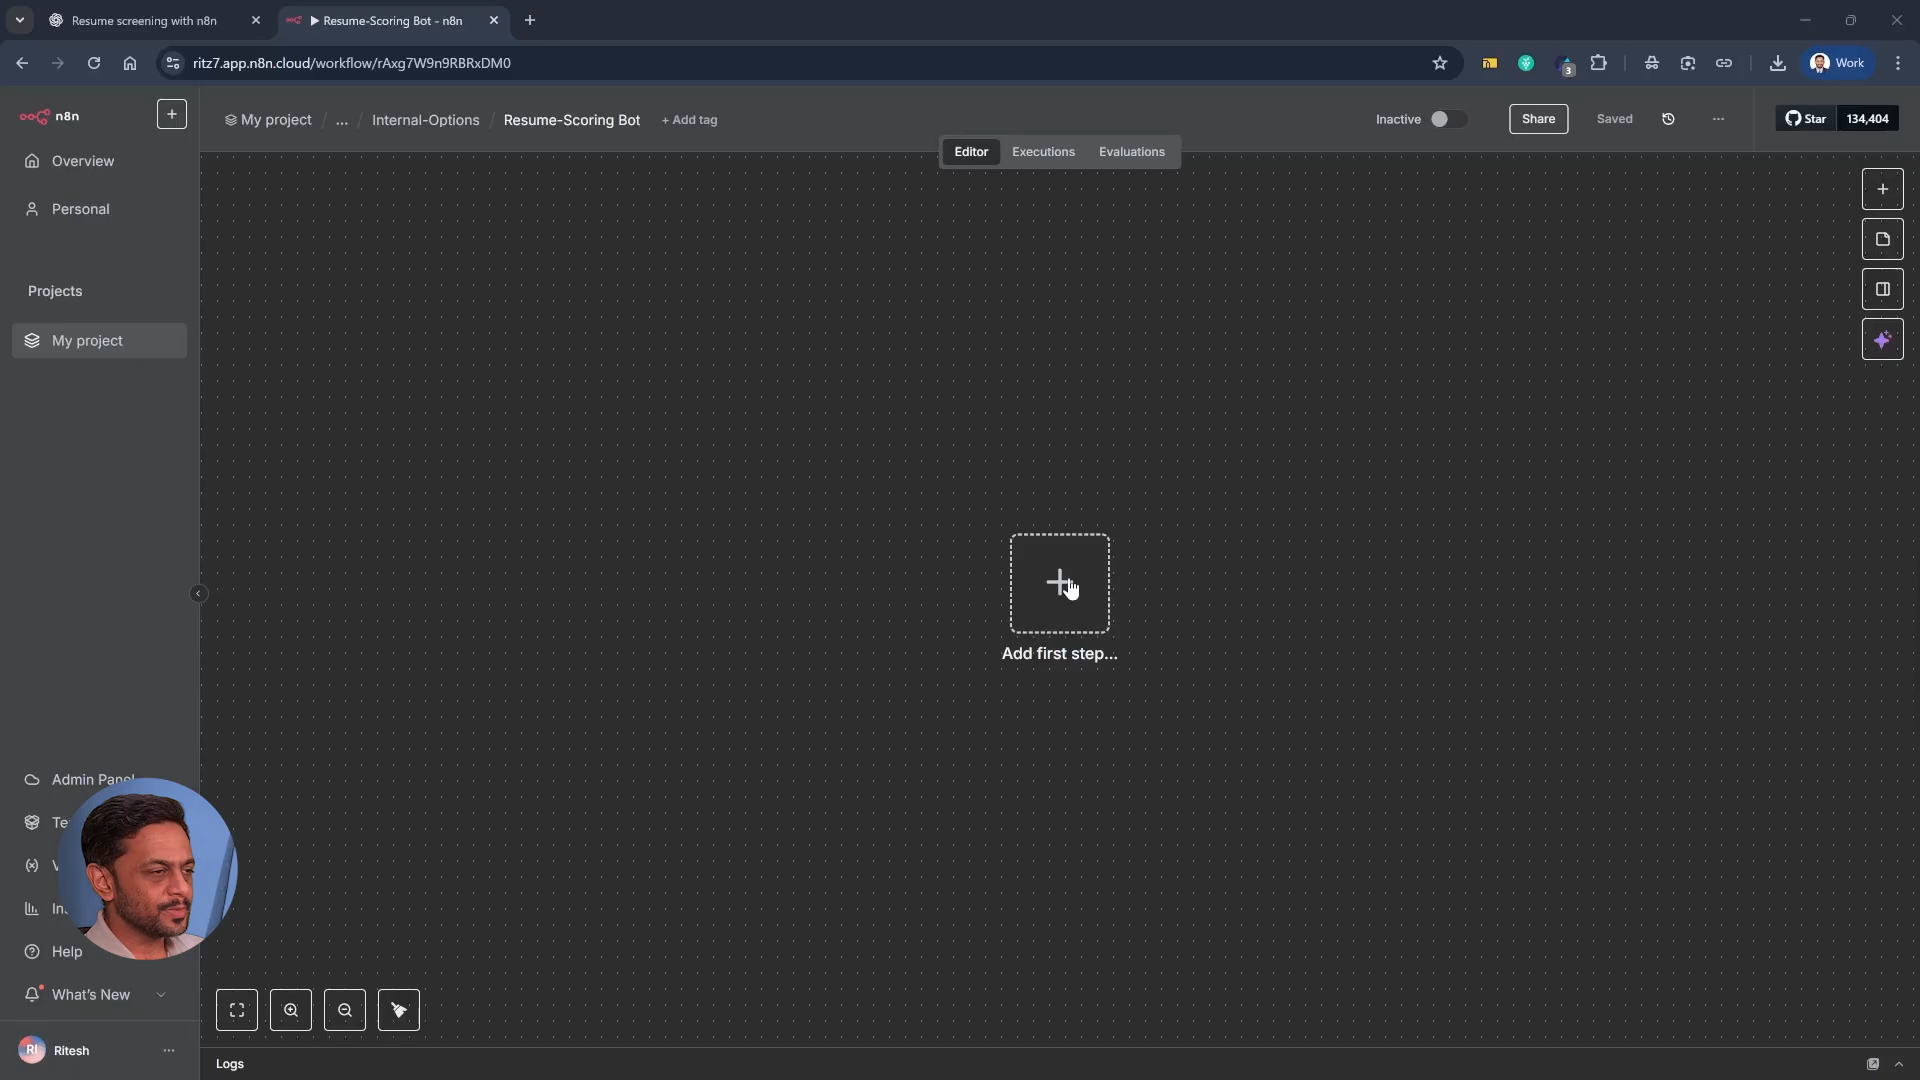 Resume screening with n8n
Resume-Scoring Bot - n8n
ritz7.app.n8n.cloud/workflow/rAxg7W9n9RBRxDM0
3
Work
n8n
My project / ... / Internal-Options / Resume-Scoring Bot + Add tag
Inactive
Share
Saved
...
Star 134,404
Editor
Executions
Evaluations
Overview
Personal
Projects
My project
Add first step...
Admin Panel
Help
What's New
RI
Ritesh
...
Logs